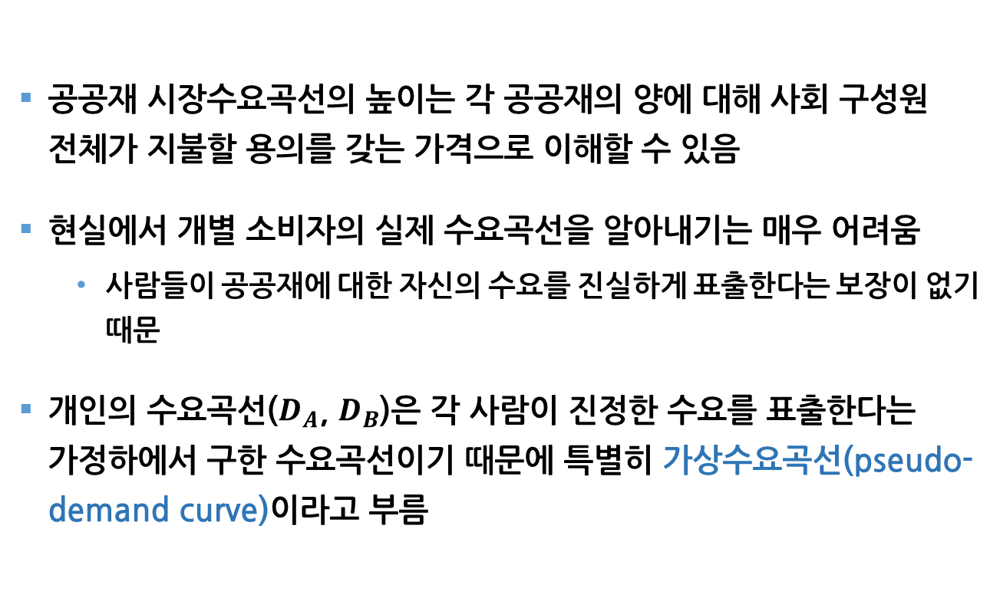 ▪ 공공재 시장수요곡선의 높이는 각 공공재의 양에 대해 사회 구성원
전체가 지불할 용의를 갖는 가격으로 이해할 수 있음
▪ 현실에서 개별 소비자의 실제 수요곡선을 알아내기는 매우 어려움
• 사람들이 공공재에 대한 자신의 수요를 진실하게 표출한다는 보장이 없기
때문
▪ 개인의 수요곡선(D_A, D_B)은 각 사람이 진정한 수요를 표출한다는
가정하에서 구한 수요곡선이기 때문에 특별히 가상수요곡선(pseudo-
demand curve)이라고 부름